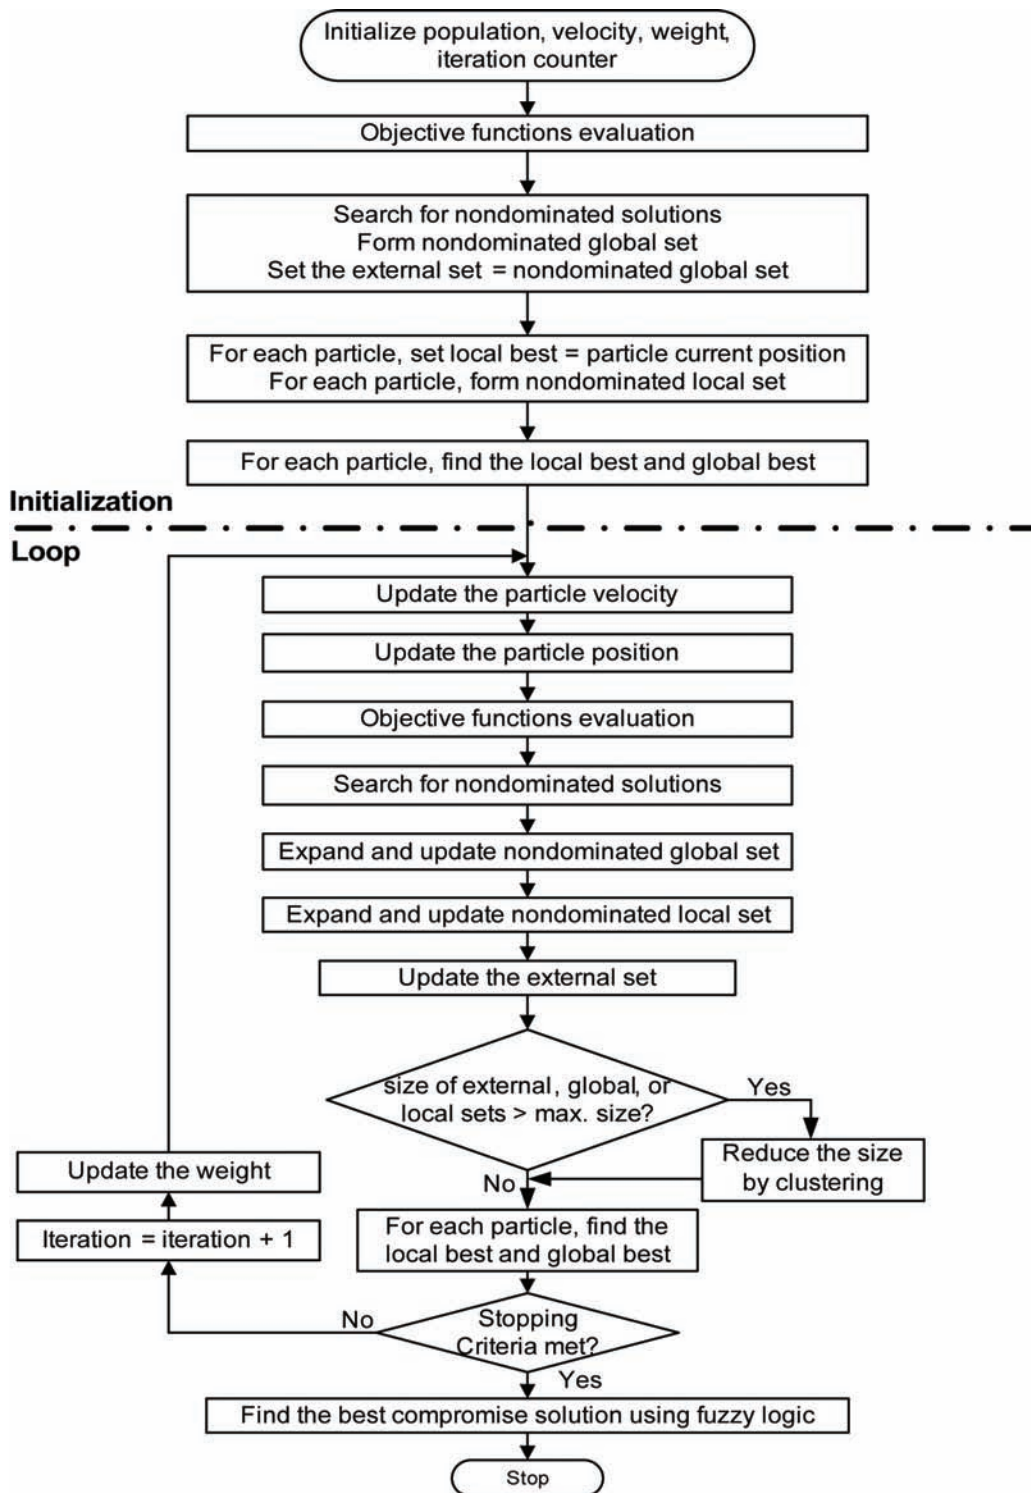 Initialize population, velocity, weight,
iteration counter
Objective functions evaluation
Search for nondominated solutions
Form nondominated global set
Set the external set = nondominated global set
For each particle, set local best = particle current position
For each particle, form nondominated local set
For each particle, find the local best and global best
Initialization
Loop
Update the particle velocity
Update the particle position
Objective functions evaluation
Search for nondominated solutions
Expand and update nondominated global set
Expand and update nondominated local set
Update the external set
size of external, global, or
local sets > max. size?
Yes
Reduce the size
by clustering
No
For each particle, find the
local best and global best
Stopping
Criteria met?
No
Iteration = iteration + 1
Update the weight
Yes
Find the best compromise solution using fuzzy logic
Stop